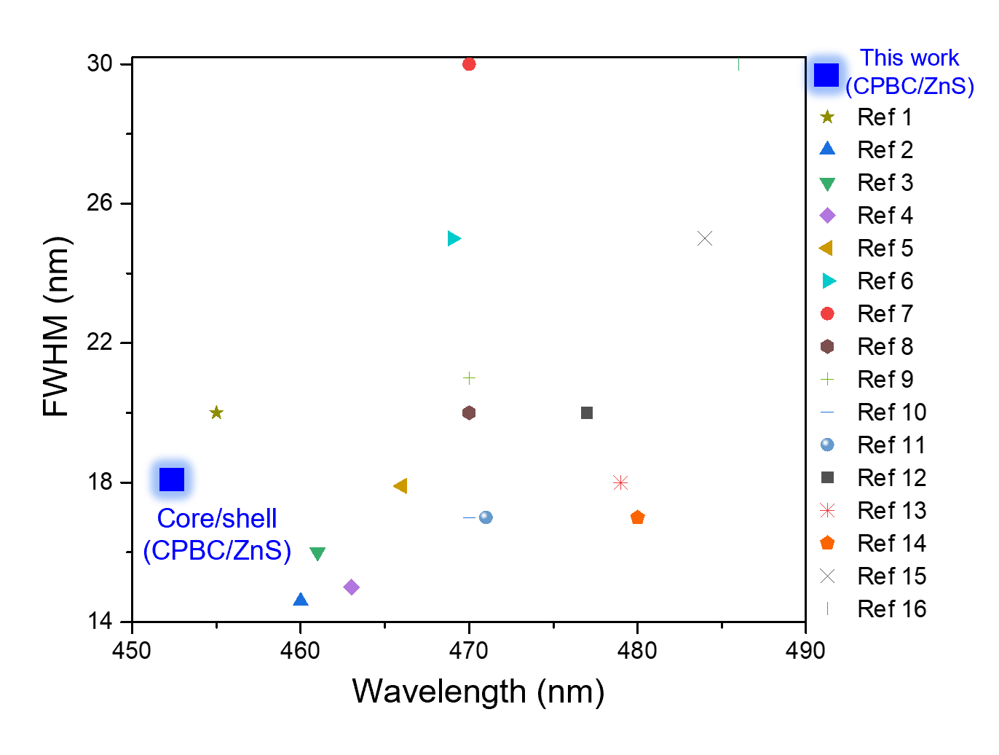 30
26
22
18
14
FWHM (nm)
450
460
470
480
490
Wavelength (nm)
Core/shell
(CPBC/ZnS)
This work
(CPBC/ZnS)
Ref 1
Ref 2
Ref 3
Ref 4
Ref 5
Ref 6
Ref 7
Ref 8
Ref 9
Ref 10
Ref 11
Ref 12
Ref 13
Ref 14
Ref 15
Ref 16